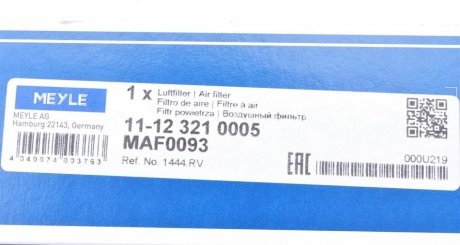 MEYLE
MEYLE AG
Hamburg 22143, Germany
4 040074 003763
1 x Luftfilter | Air filter
Filtro de aire | Filtre à air
Filtr powietrza | Воздушный фильтр
11-12 321 0005
MAF0093
Ref. No. 1444.RV
EAC
000U219